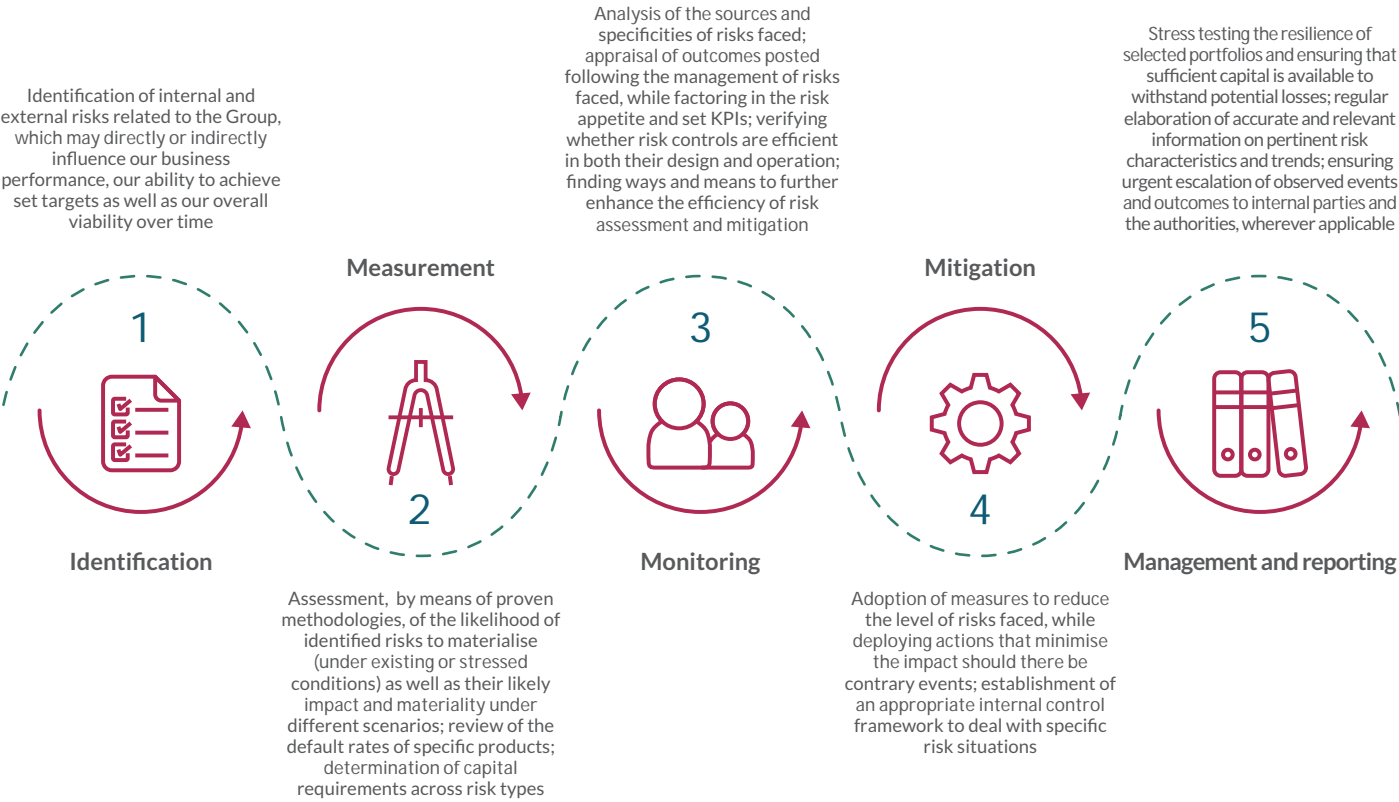 Identification of internal and
external risks related to the Group,
which may directly or indirectly
influence our business
performance, our ability to achieve
set targets as well as our overall
viability over time
1
Identification
Measurement
2
Assessment, by means of proven
methodologies, of the likelihood of
identified risks to materialise
(under existing or stressed
conditions) as well as their likely
impact and materiality under
different scenarios; review of the
default rates of specific products;
determination of capital
requirements across risk types
Analysis of the sources and
specificities of risks faced;
appraisal of outcomes posted
following the management of risks
faced, while factoring in the risk
appetite and set KPIs; verifying
whether risk controls are efficient
in both their design and operation;
finding ways and means to further
enhance the efficiency of risk
assessment and mitigation
3
Monitoring
Mitigation
4
Adoption of measures to reduce
the level of risks faced, while
deploying actions that minimise
the impact should there be
contrary events; establishment of
an appropriate internal control
framework to deal with specific
risk situations
Stress testing the resilience of
selected portfolios and ensuring that
sufficient capital is available to
withstand potential losses; regular
elaboration of accurate and relevant
information on pertinent risk
characteristics and trends; ensuring
urgent escalation of observed events
and outcomes to internal parties and
the authorities, wherever applicable
5
Management and reporting